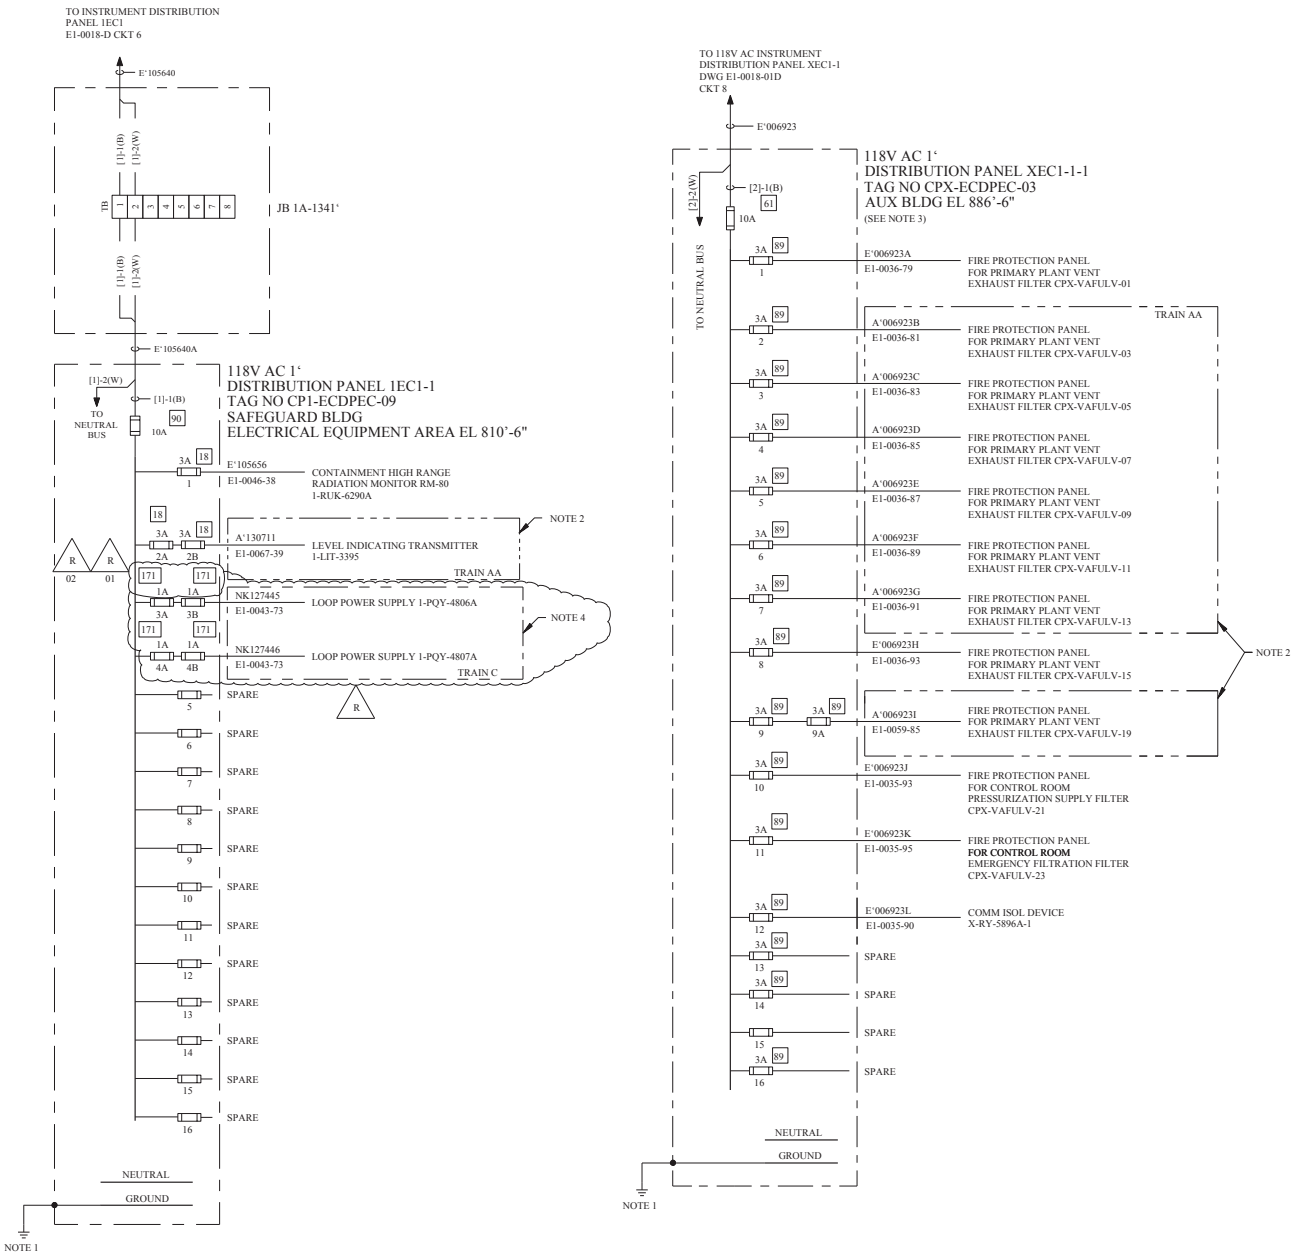 TO INSTRUMENT DISTRIBUTION
PANEL 1EC1
E1-0018-D CKT 6
E'105640
[1]-1(B)
[1]-2(W)
TB
1
2
3
4
5
6
7
8
JB 1A-1341‘
[1]-1(B)
[1]-2(W)
E'105640A
118V AC 1‘
DISTRIBUTION PANEL 1EC1-1
TAG NO CP1-ECDPEC-09
SAFEGUARD BLDG
ELECTRICAL EQUIPMENT AREA EL 810’-6"
[1]-2(W)
[1]-1(B)
TO
NEUTRAL
BUS
10A
90
3A
18
1
E'105656
E1-0046-38
CONTAINMENT HIGH RANGE
RADIATION MONITOR RM-80
1-RUK-6290A
18
3A
3A
18
2A
2B
A'130711
E1-0067-39
LEVEL INDICATING TRANSMITTER
1-LIT-3395
NOTE 2
TRAIN AA
R
02
R
01
171
171
1A
1A
3A
3B
NK127445
E1-0043-73
LOOP POWER SUPPLY 1-PQY-4806A
NOTE 4
171
171
1A
1A
4A
4B
NK127446
E1-0043-73
LOOP POWER SUPPLY 1-PQY-4807A
TRAIN C
R
5
SPARE
6
SPARE
7
SPARE
8
SPARE
9
SPARE
10
SPARE
11
SPARE
12
SPARE
13
SPARE
14
SPARE
15
SPARE
16
SPARE
NEUTRAL
GROUND
NOTE 1
TO 118V AC INSTRUMENT
DISTRIBUTION PANEL XEC1-1
DWG E1-0018-01D
CKT 8
E‘006923
118V AC 1‘
DISTRIBUTION PANEL XEC1-1-1
TAG NO CPX-ECDPEC-03
AUX BLDG EL 886’-6"
(SEE NOTE 3)
[2]-2(W)
[2]-1(B)
61
10A
TO NEUTRAL BUS
3A
89
1
E‘006923A
E1-0036-79
FIRE PROTECTION PANEL
FOR PRIMARY PLANT VENT
EXHAUST FILTER CPX-VAFULV-01
TRAIN AA
3A
89
2
A‘006923B
E1-0036-81
FIRE PROTECTION PANEL
FOR PRIMARY PLANT VENT
EXHAUST FILTER CPX-VAFULV-03
3A
89
3
A‘006923C
E1-0036-83
FIRE PROTECTION PANEL
FOR PRIMARY PLANT VENT
EXHAUST FILTER CPX-VAFULV-05
3A
89
4
A‘006923D
E1-0036-85
FIRE PROTECTION PANEL
FOR PRIMARY PLANT VENT
EXHAUST FILTER CPX-VAFULV-07
3A
89
5
A‘006923E
E1-0036-87
FIRE PROTECTION PANEL
FOR PRIMARY PLANT VENT
EXHAUST FILTER CPX-VAFULV-09
3A
89
6
A‘006923F
E1-0036-89
FIRE PROTECTION PANEL
FOR PRIMARY PLANT VENT
EXHAUST FILTER CPX-VAFULV-11
3A
89
7
A‘006923G
E1-0036-91
FIRE PROTECTION PANEL
FOR PRIMARY PLANT VENT
EXHAUST FILTER CPX-VAFULV-13
3A
89
8
E‘006923H
E1-0036-93
FIRE PROTECTION PANEL
FOR PRIMARY PLANT VENT
EXHAUST FILTER CPX-VAFULV-15
NOTE 2
3A
89
9
3A
89
9A
A‘006923I
E1-0059-85
FIRE PROTECTION PANEL
FOR PRIMARY PLANT VENT
EXHAUST FILTER CPX-VAFULV-19
3A
89
10
E‘006923J
E1-0035-93
FIRE PROTECTION PANEL
FOR CONTROL ROOM
PRESSURIZATION SUPPLY FILTER
CPX-VAFULV-21
3A
89
11
E‘006923K
E1-0035-95
FIRE PROTECTION PANEL
FOR CONTROL ROOM
EMERGENCY FILTRATION FILTER
CPX-VAFULV-23
3A
89
12
E‘006923L
E1-0035-90
COMM ISOL DEVICE
X-RY-5896A-1
3A
89
13
SPARE
3A
89
14
SPARE
15
SPARE
3A
89
16
SPARE
NEUTRAL
GROUND
NOTE 1